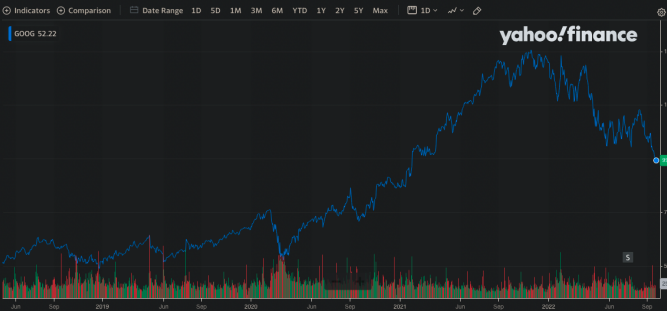 Indicators Comparison Date Range 1D 5D 1M 3M 6M YTD 1Y 2Y 5Y Max 1D
GOOG 52.22
yahoo!finance
S
Jun Sep 2019 Jun Sep 2020 Jun Sep 2021 Jun Sep 2022 Jun Sep